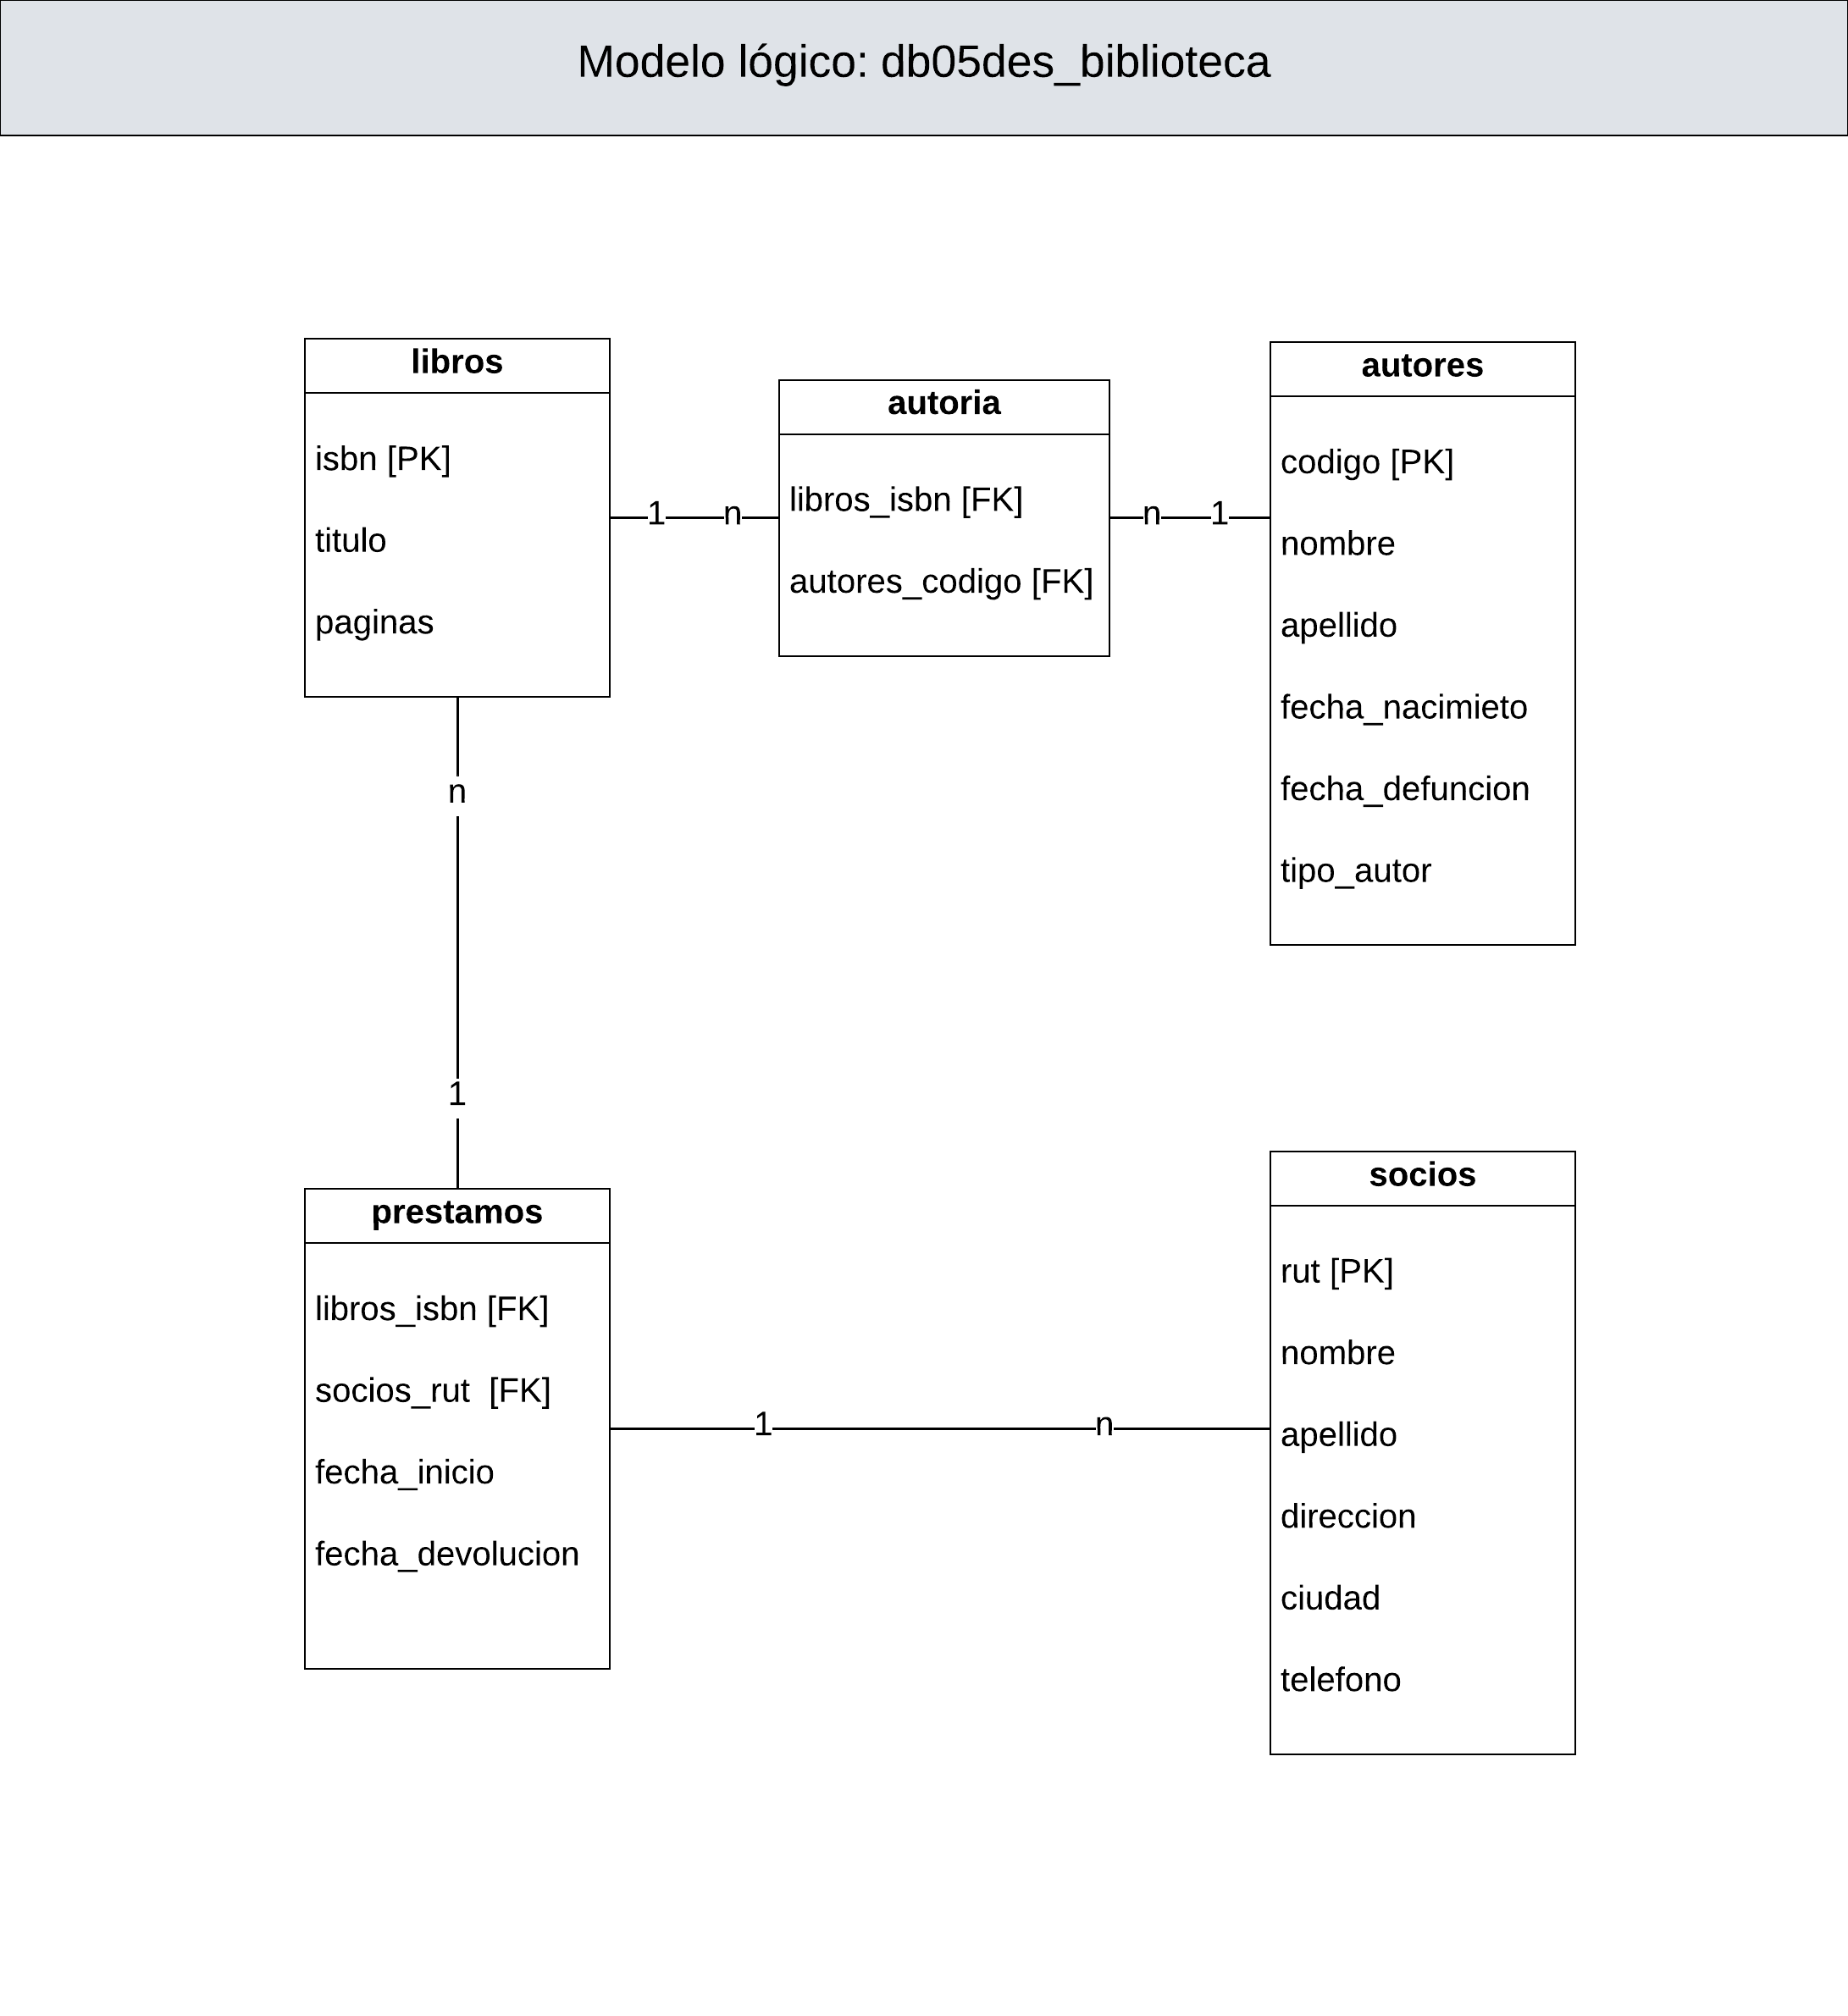 Modelo lógico: db05des_biblioteca
libros
isbn [PK]
titulo
paginas
1
n
autoria
libros_isbn [FK]
autores_codigo [FK]
n
1
autores
codigo [PK]
nombre
apellido
fecha_nacimieto
fecha_defuncion
tipo_autor
n
1
prestamos
libros_isbn [FK]
socios_rut  [FK]
fecha_inicio
fecha_devolucion
1
n
socios
rut [PK]
nombre
apellido
direccion
ciudad
telefono